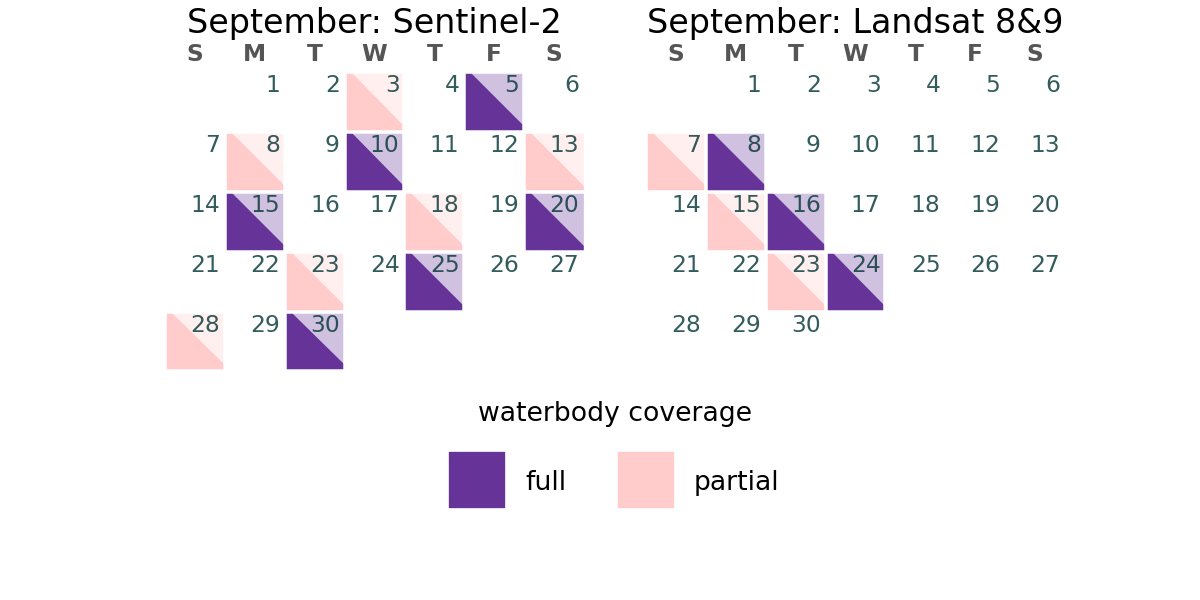 September: Sentinel-2
S M T W T F S
1 2 3 4 5 6
7 8 9 10 11 12 13
14 15 16 17 18 19 20
21 22 23 24 25 26 27
28 29 30
September: Landsat 8&9
S M T W T F S
1 2 3 4 5 6
7 8 9 10 11 12 13
14 15 16 17 18 19 20
21 22 23 24 25 26 27
28 29 30
waterbody coverage
full partial